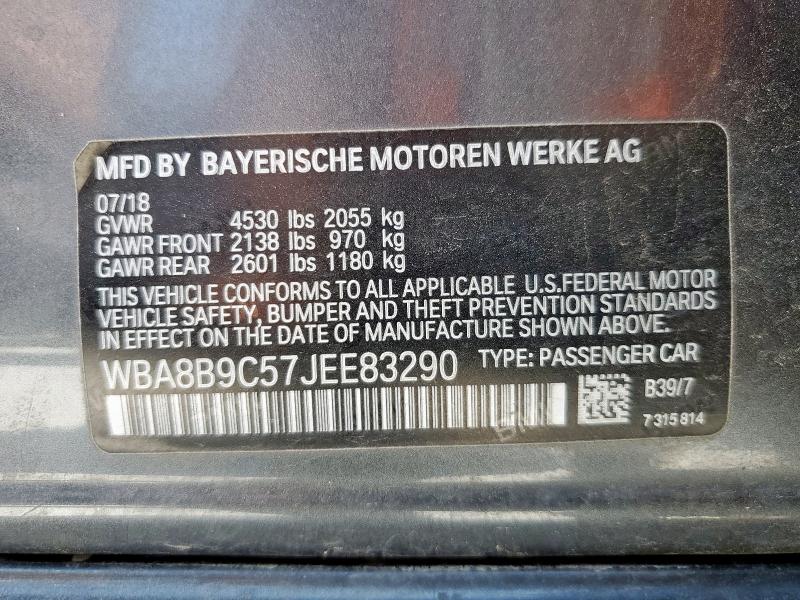 MFD BY BAYERISCHE MOTOREN WERKE AG
07/18
GVWR 4530 lbs 2055 kg
GAWR FRONT 2138 lbs 970 kg
GAWR REAR 2601 lbs 1180 kg
THIS VEHICLE CONFORMS TO ALL APPLICABLE U.S.FEDERAL MOTOR
VEHICLE SAFETY, BUMPER AND THEFT PREVENTION STANDARDS
IN EFFECT ON THE DATE OF MANUFACTURE SHOWN ABOVE.
WBA8B9C57JEE83290 TYPE: PASSENGER CAR
B39/7
7 315 814